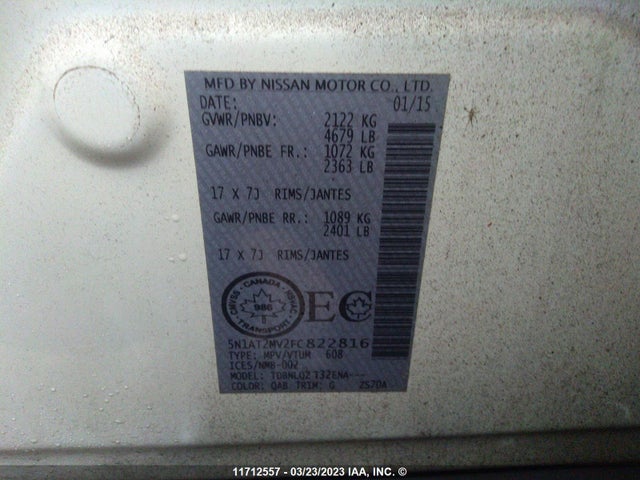 MFD BY NISSAN MOTOR CO., LTD.
DATE: 01/15
GVWR/PNBV: 2122 KG
4679 LB
GAWR/PNBE FR.: 1072 KG
2363 LB
17 X 7J RIMS/JANTES
GAWR/PNBE RR.: 1089 KG
2401 LB
17 X 7J RIMS/JANTES
CANADA
CMVSS 986 NSVAC
EC
5N1AT2MV2FC822816
TYPE: MPV/VTUM 608
ICES/NMB-002
MODEL: TDBNLQZ T32ENA---
COLOR: QAB TRIM: G ZS70A
11712557 - 03/23/2023 IAA, INC. ©